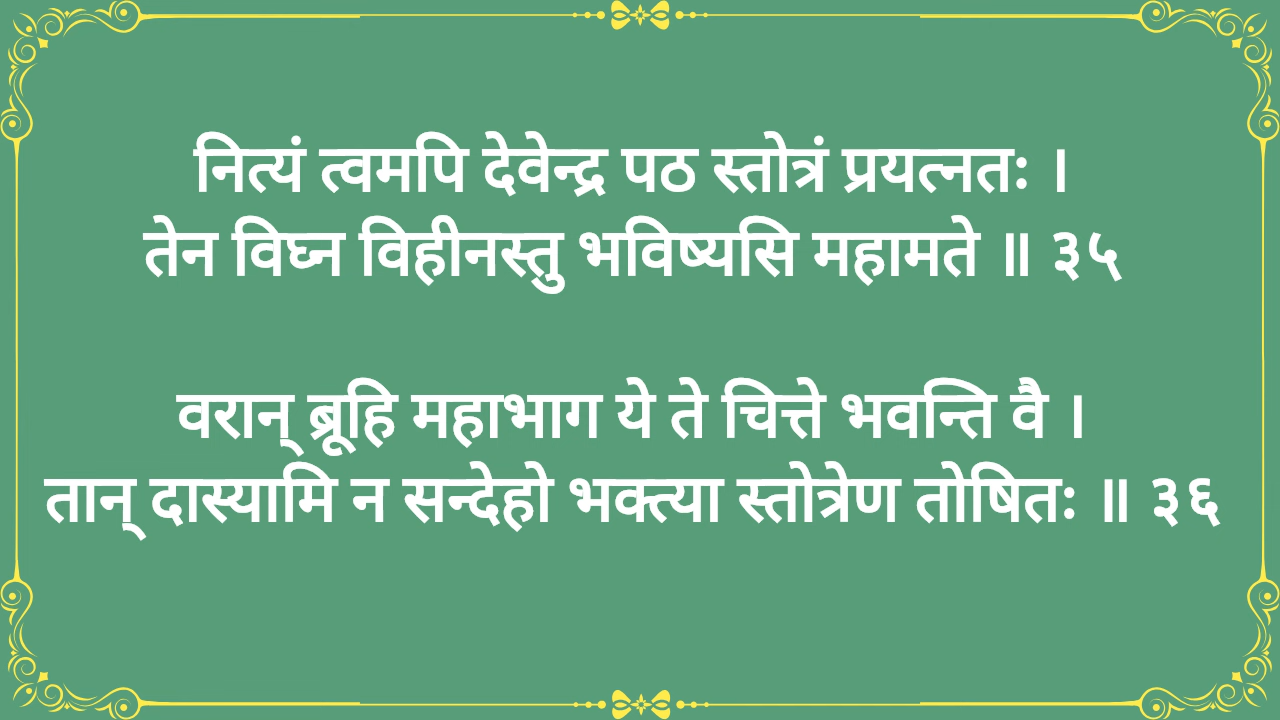 नित्यं त्वमपि देवेन्द्र पठ स्तोत्रं प्रयत्नतः ।
तेन विघ्न विहीनस्तु भविष्यसि महामते ॥ ३५
वरान् ब्रूहि महाभाग ये ते चित्ते भवन्ति वै ।
तान् दास्यामि न सन्देहो भक्त्या स्तोत्रेण तोषितः ॥ ३६